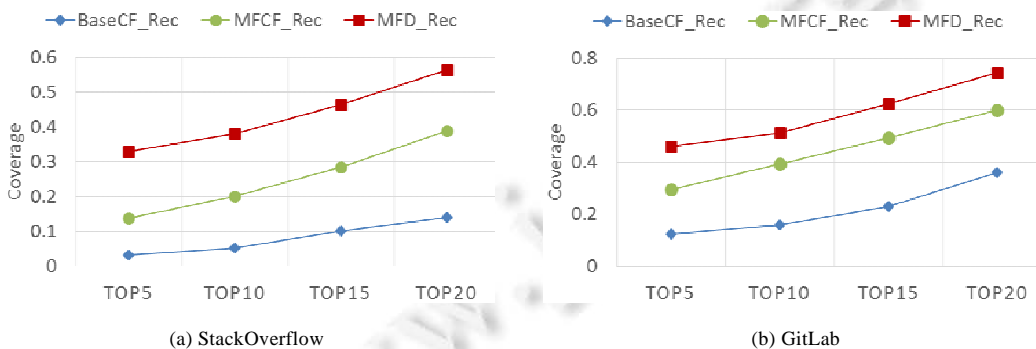 BaseCF_Rec MFCF_Rec MFD_Rec
0.6
0.5
0.4
0.3
0.2
0.1
0
Coverage
TOP5 TOP10 TOP15 TOP20
(a) StackOverflow
BaseCF_Rec MFCF_Rec MFD_Rec
0.8
0.6
0.4
0.2
0
Coverage
TOP5 TOP10 TOP15 TOP20
(b) GitLab